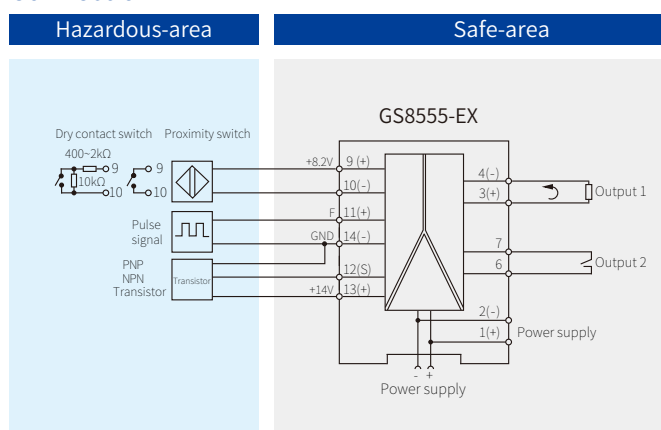 Hazardous-area
Safe-area
GS8555-EX
Dry contact switch
Proximity switch
400~2kΩ
9
10kΩ
10
9
10
+8.2V
9 (+)
10(-)
F
11(+)
Pulse
signal
GND
14(-)
PNP
NPN
Transistor
Transistor
12(S)
+14V
13(+)
4(-)
3(+)
Output 1
7
6
Output 2
2(-)
1(+)
Power supply
- +
Power supply